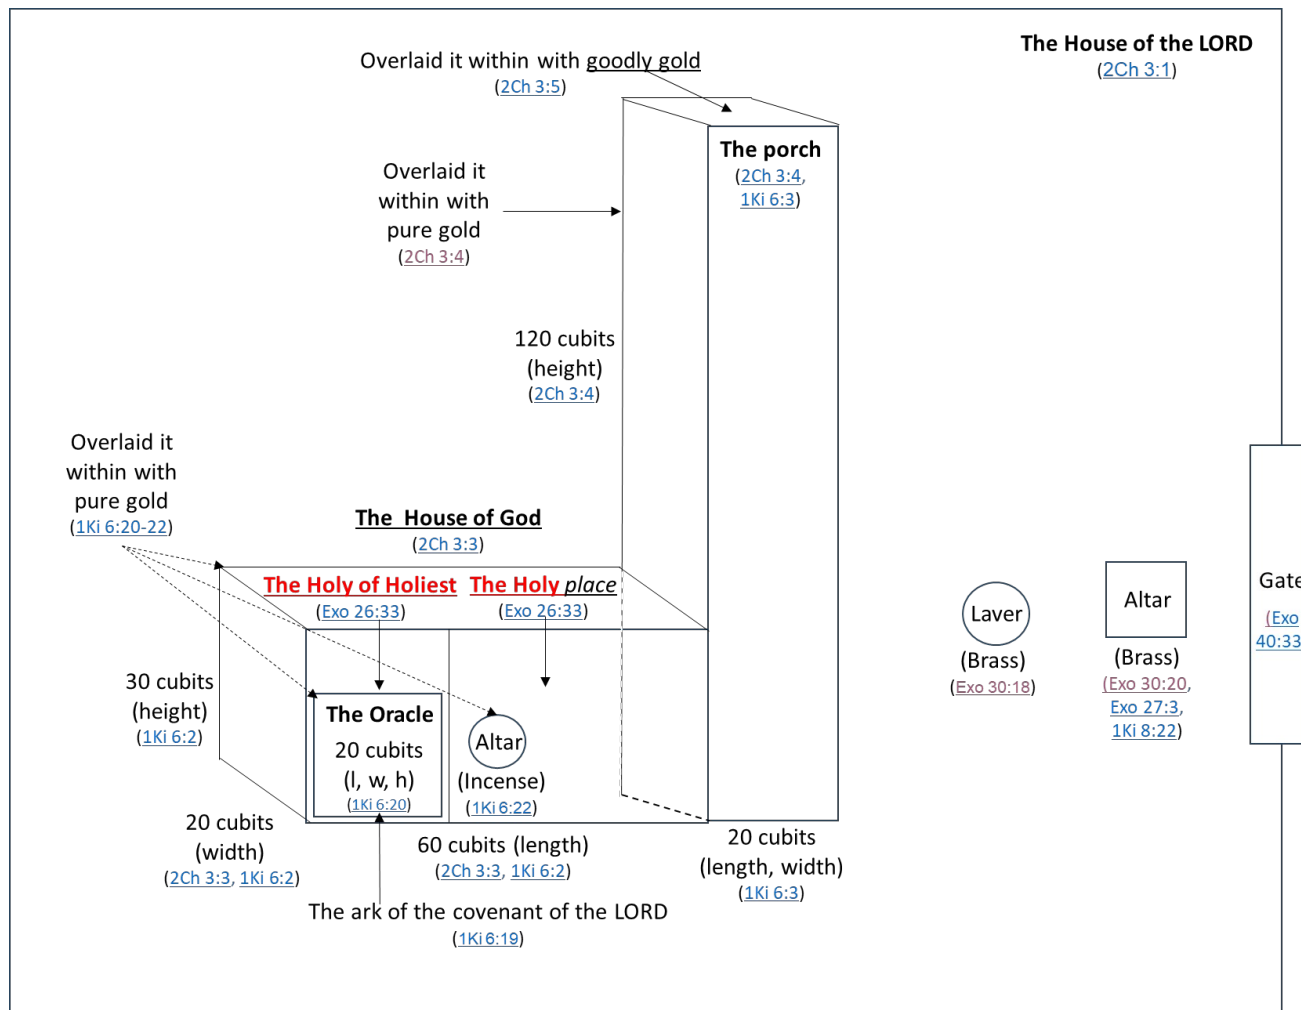 The House of the LORD
(2Ch 3:1)
Overlaid it within with goodly gold
(2Ch 3:5)
The porch
(2Ch 3:4,
1Ki 6:3)
Overlaid it
within with
pure gold
(2Ch 3:4)
120 cubits
(height)
(2Ch 3:4)
Overlaid it
within with
pure gold
(1Ki 6:20-22)
The House of God
(2Ch 3:3)
The Holy of Holiest
(Exo 26:33)
The Holy place
(Exo 26:33)
30 cubits
(height)
(1Ki 6:2)
The Oracle
20 cubits
(l, w, h)
(1Ki 6:20)
Altar
(Incense)
(1Ki 6:22)
20 cubits
(width)
(2Ch 3:3, 1Ki 6:2)
60 cubits (length)
(2Ch 3:3, 1Ki 6:2)
20 cubits
(length, width)
(1Ki 6:3)
The ark of the covenant of the LORD
(1Ki 6:19)
Laver
(Brass)
(Exo 30:18)
Altar
(Brass)
(Exo 30:20,
Exo 27:3,
1Ki 8:22)
Gate
(Exo
40:33